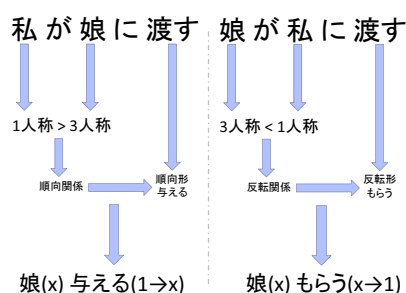 私 が 娘 に 渡す
1人称 > 3人称
順向関係
順向形
与える
娘(x) 与える(1→x)
娘 が 私 に 渡す
3人称 < 1人称
反転関係
反転形
もらう
娘(x) もらう(x→1)